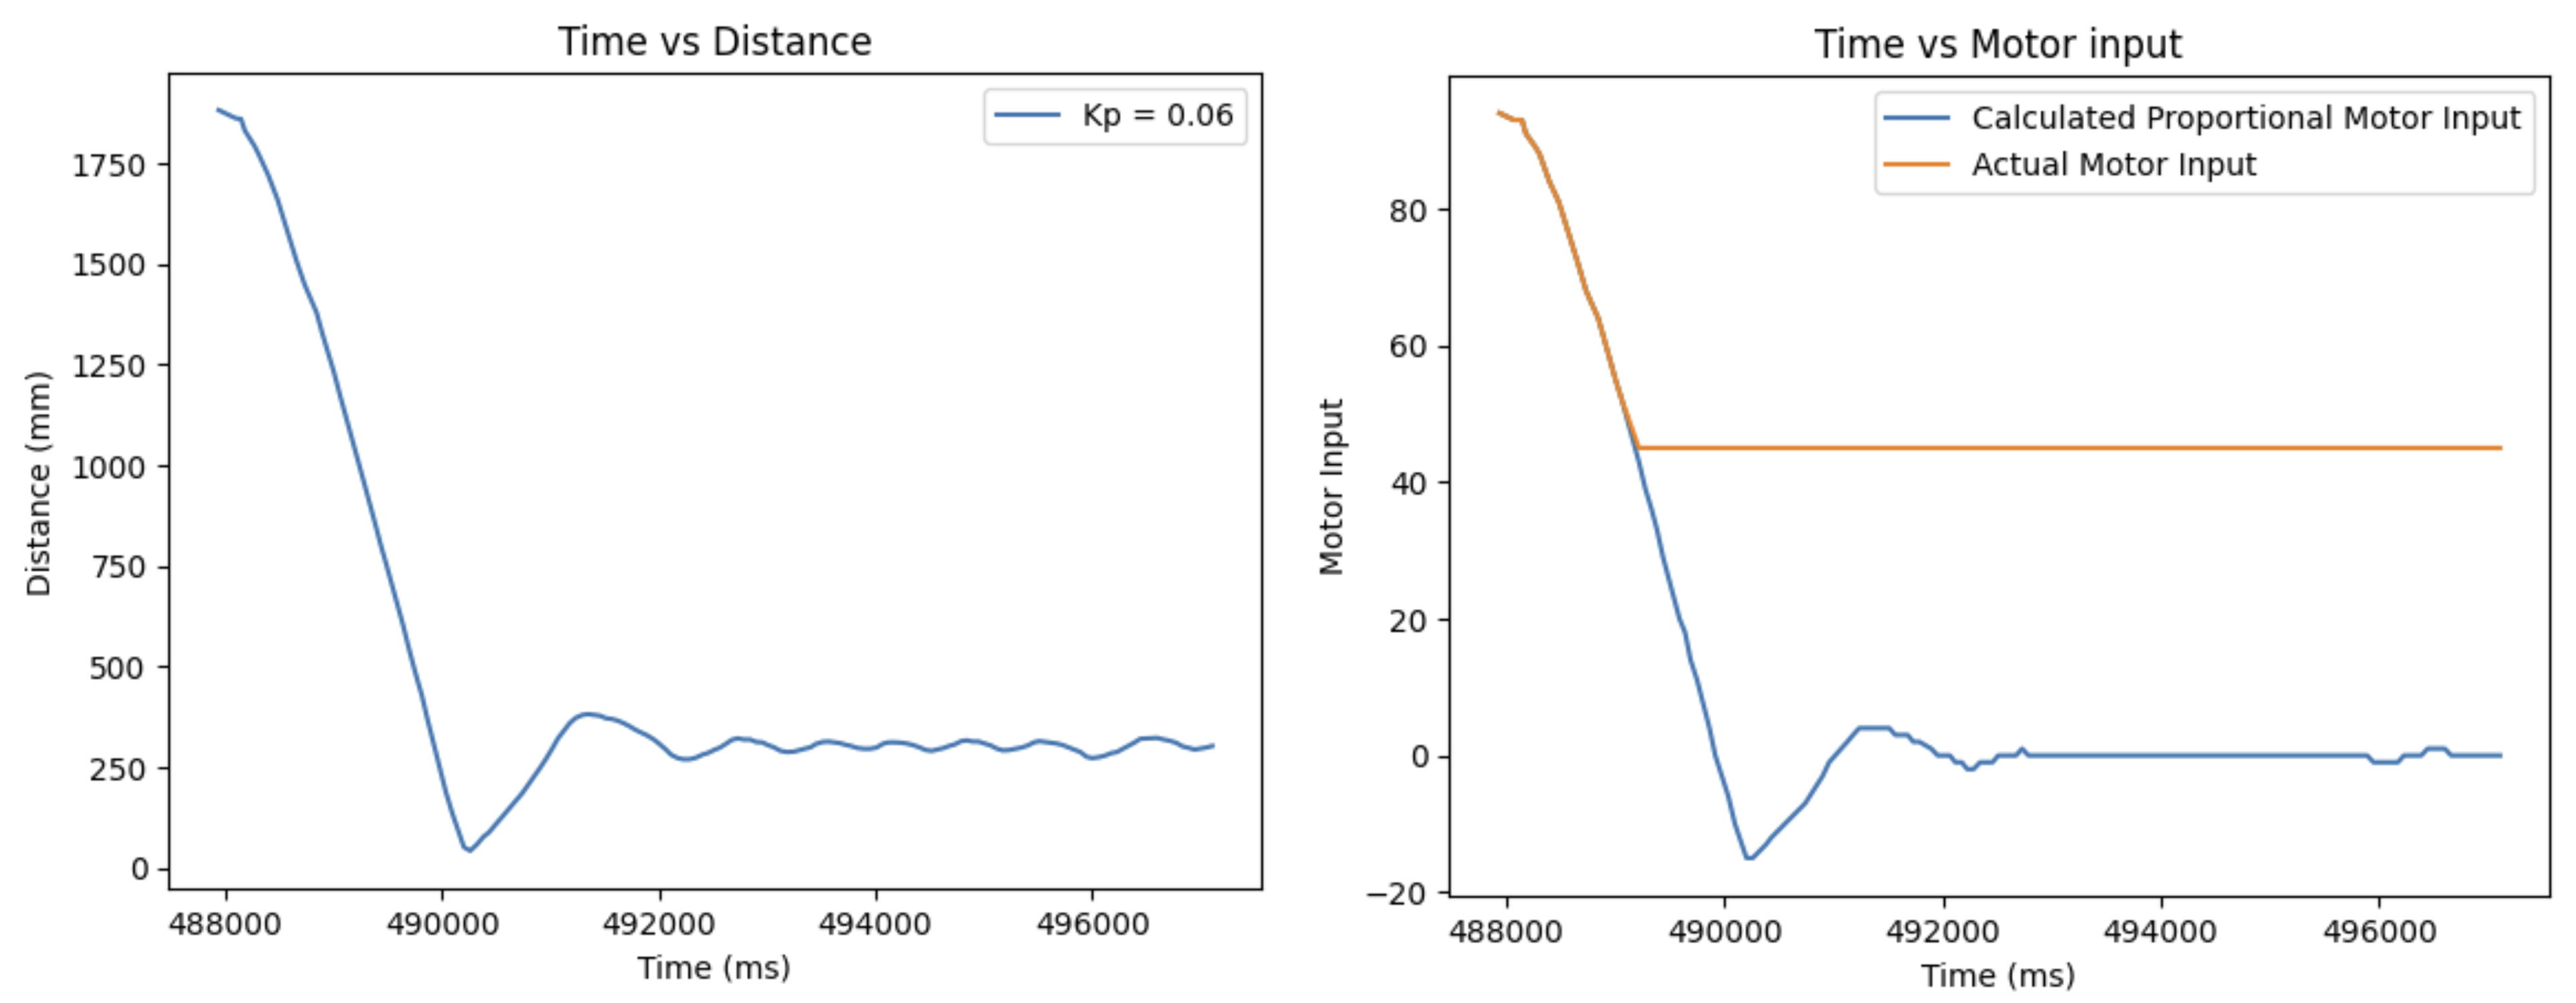 Time vs Distance
Kp = 0.06
1750
1500
1250
1000
750
500
250
0
Distance (mm)
488000 490000 492000 494000 496000
Time (ms)
Time vs Motor input
Calculated Proportional Motor Input
Actual Motor Input
80
60
40
20
0
−20
Motor Input
488000 490000 492000 494000 496000
Time (ms)